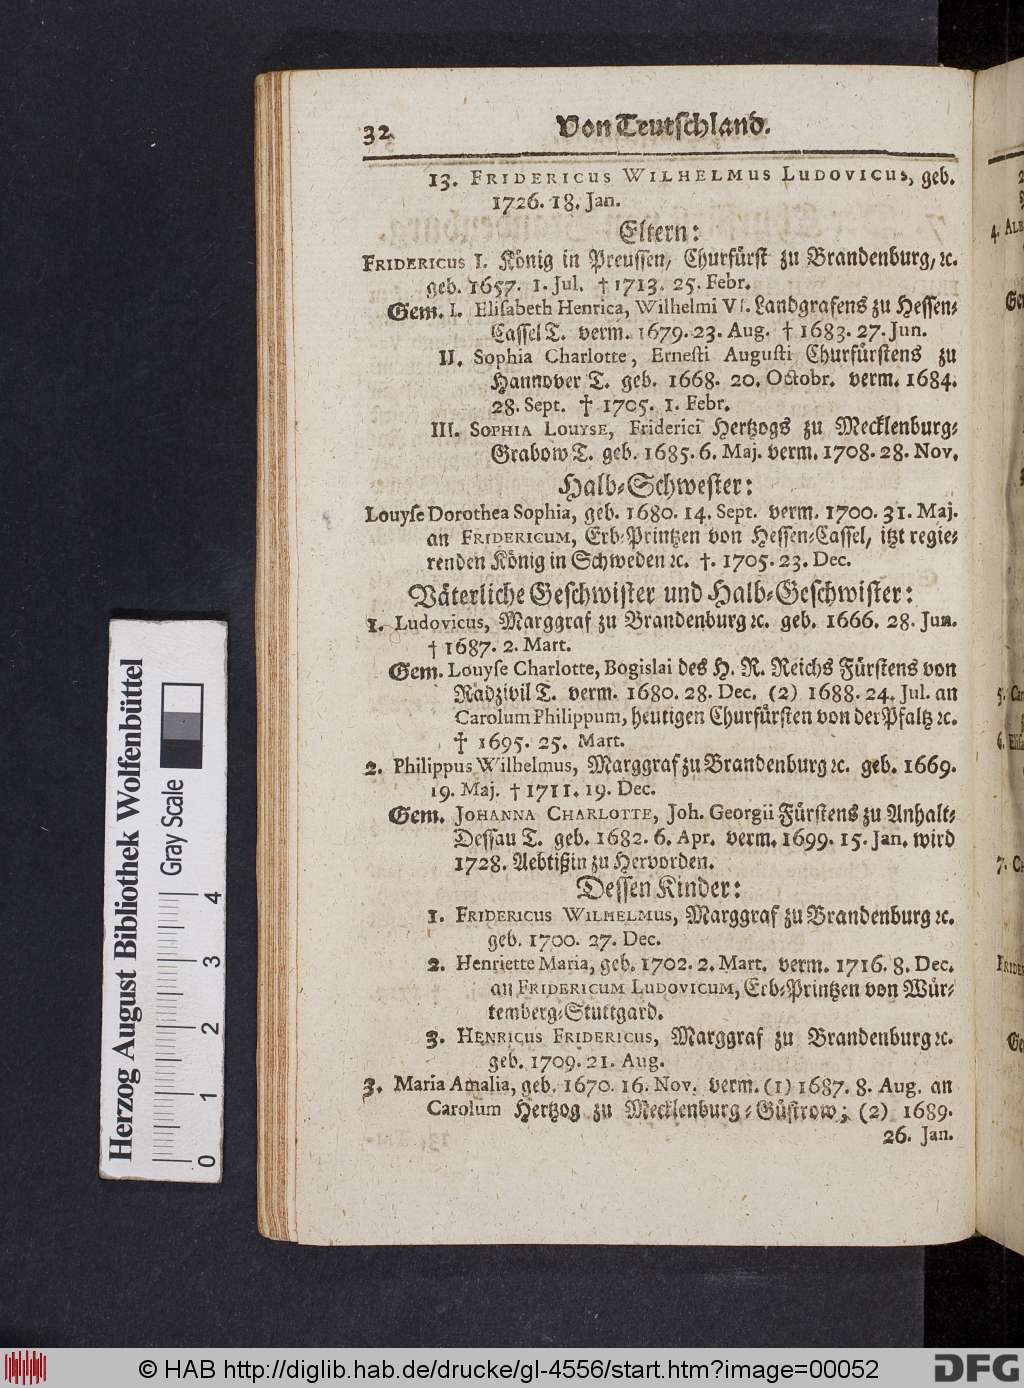 32 Von Teutschland.
13. FRIDERICUS WILHELMUS LUDOVICUS, geb.
1726. 18. Jan.
Eltern:
FRIDERICUS I. König in Preussen, Churfürst zu Brandenburg, ꝛc.
geb. 1657. 1. Jul. † 1713. 25. Febr.
Gem. I. Elisabeth Henrica, Wilhelmi VI. Landgrafens zu Hessen-
Cassel T. verm. 1679. 23. Aug. † 1683. 27. Jun.
II. Sophia Charlotte, Ernesti Augusti Churfürstens zu
Hannover T. geb. 1668. 20. Octobr. verm. 1684.
28. Sept. † 1705. 1. Febr.
III. SOPHIA LOUYSE, Friderici Hertzogs zu Mecklenburg-
Grabow T. geb. 1685. 6. Maj. verm. 1708. 28. Nov.
Halb-Schwester:
Louyse Dorothea Sophia, geb. 1680. 14. Sept. verm. 1700. 31. Maj.
an FRIDERICUM, Erb-Printzen von Hessen-Cassel, itzt regie-
renden König in Schweden ꝛc. †. 1705. 23. Dec.
Väterliche Geschwister und Halb-Geschwister:
1. Ludovicus, Marggraf zu Brandenburg ꝛc. geb. 1666. 28. Jun.
† 1687. 2. Mart.
Gem. Louyse Charlotte, Bogislai des H. R. Reichs Fürstens von
Radzivil T. verm. 1680. 28. Dec. (2) 1688. 24. Jul. an
Carolum Philippum, heutigen Churfürsten von der Pfaltz ꝛc.
† 1695. 25. Mart.
2. Philippus Wilhelmus, Marggraf zu Brandenburg ꝛc. geb. 1669.
19. Maj. † 1711. 19. Dec.
Gem. JOHANNA CHARLOTTE, Joh. Georgii Fürstens zu Anhalt-
Dessau T. geb. 1682. 6. Apr. verm. 1699. 15. Jan. wird
1728. Aebtißin zu Hervorden.
Dessen Kinder:
1. FRIDERICUS WILHELMUS, Marggraf zu Brandenburg ꝛc.
geb. 1700. 27. Dec.
2. Henriette Maria, geb. 1702. 2. Mart. verm. 1716. 8. Dec.
an FRIDERICUM LUDOVICUM, Erb-Printzen von Wür-
temberg-Stuttgard.
3. HENRICUS FRIDERICUS, Marggraf zu Brandenburg ꝛc.
geb. 1709. 21. Aug.
3. Maria Amalia, geb. 1670. 16. Nov. verm. (1) 1687. 8. Aug. an
Carolum Hertzog zu Mecklenburg-Güstrow; (2) 1689.
26. Jan.
Herzog August Bibliothek Wolfenbüttel
Gray Scale
0 1 2 3 4
© HAB http://diglib.hab.de/drucke/gl-4556/start.htm?image=00052
DFG